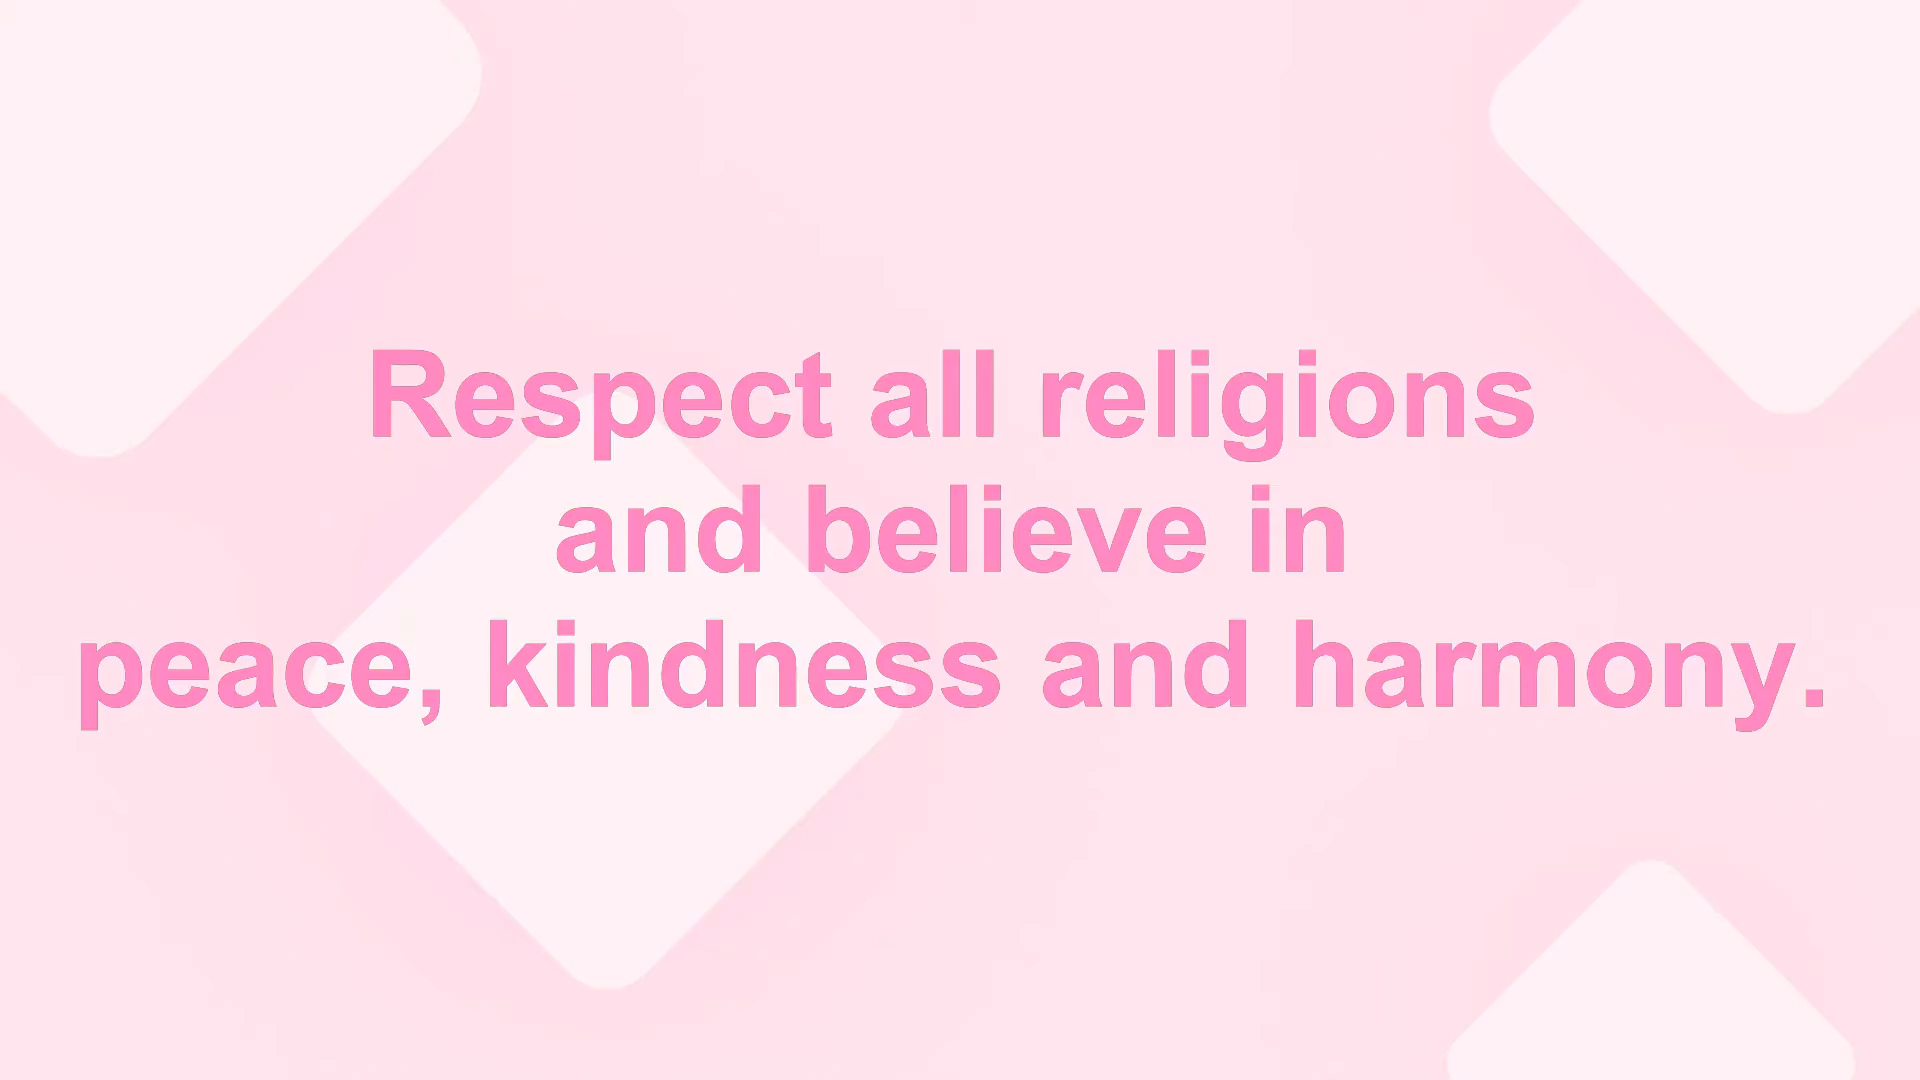 Respect all religions
and believe in
peace, kindness and harmony.